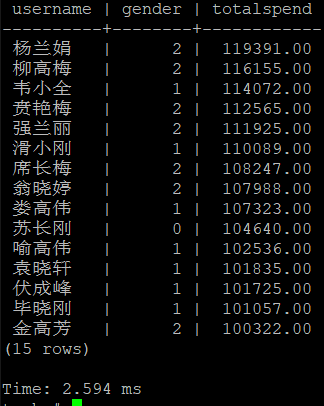 username | gender | totalspend
----------+--------+------------
杨兰娟 | 2 | 119391.00
柳高梅 | 2 | 116155.00
韦小全 | 1 | 114072.00
贲艳梅 | 2 | 112565.00
强兰丽 | 2 | 111925.00
滑小刚 | 1 | 110089.00
席长梅 | 2 | 108247.00
翁晓婷 | 2 | 107988.00
娄高伟 | 1 | 107323.00
苏长刚 | 0 | 104640.00
喻高伟 | 1 | 102536.00
袁晓轩 | 1 | 101835.00
伏成峰 | 1 | 101725.00
毕晓刚 | 1 | 101057.00
金高芳 | 2 | 100322.00
(15 rows)
Time: 2.594 ms